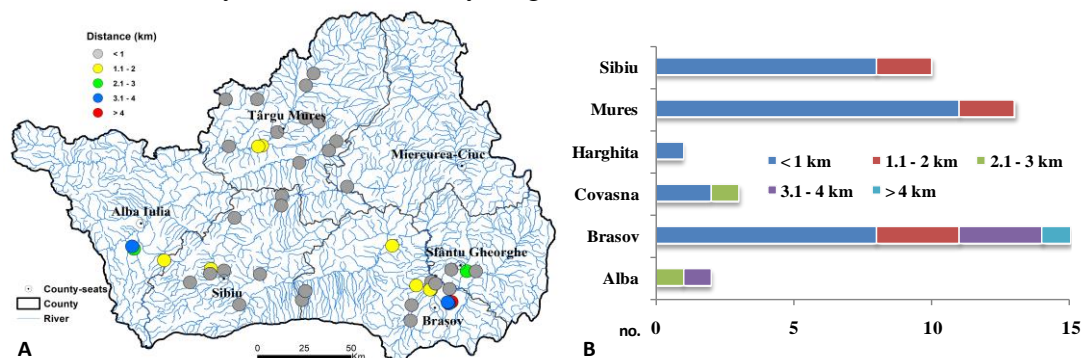 Distance (km)
< 1
1.1 - 2
2.1 - 3
3.1 - 4
> 4
Târgu Mureș
Miercurea-Ciuc
Alba Iulia
Sfântu Gheorghe
Sibiu
Brasov
County-seats
County
River
0 25 50
Km
A
Sibiu
Mures
Harghita
Covasna
Brasov
Alba
< 1 km 1.1 - 2 km 2.1 - 3 km
3.1 - 4 km > 4 km
no. 0 5 10 15
B